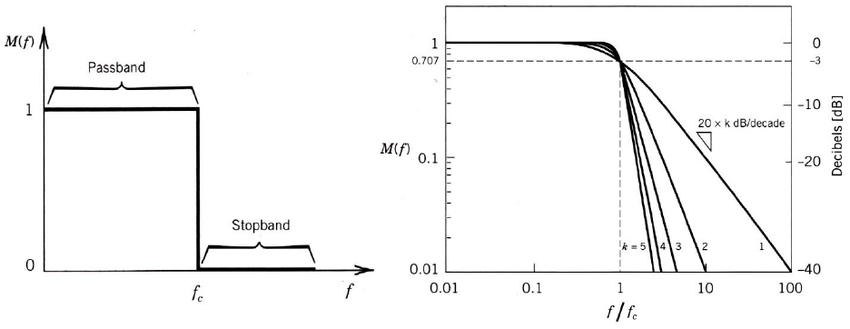 M(f)
Passband
1
Stopband
0
f_c
f
1
0.707
M(f)
0.1
0.01
0
−3
−10
−20
−40
Decibels [dB]
20 × k dB/decade
k = 5 4 3 2 1
0.01 0.1 1 10 100
f / f_c